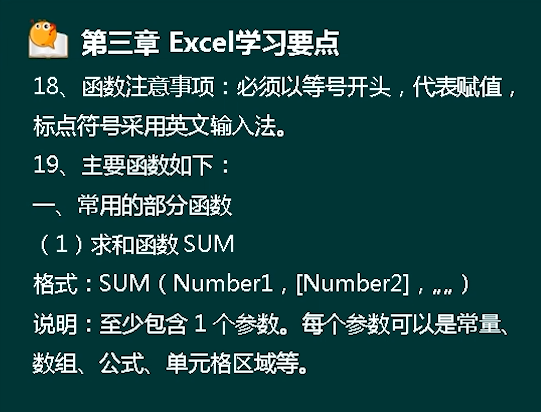 第三章 Excel学习要点
18、函数注意事项：必须以等号开头，代表赋值，
标点符号采用英文输入法。
19、主要函数如下：
一、常用的部分函数
（1）求和函数 SUM
格式：SUM（Number1，[Number2]，,,,,）
说明：至少包含 1 个参数。每个参数可以是常量、
数组、公式、单元格区域等。